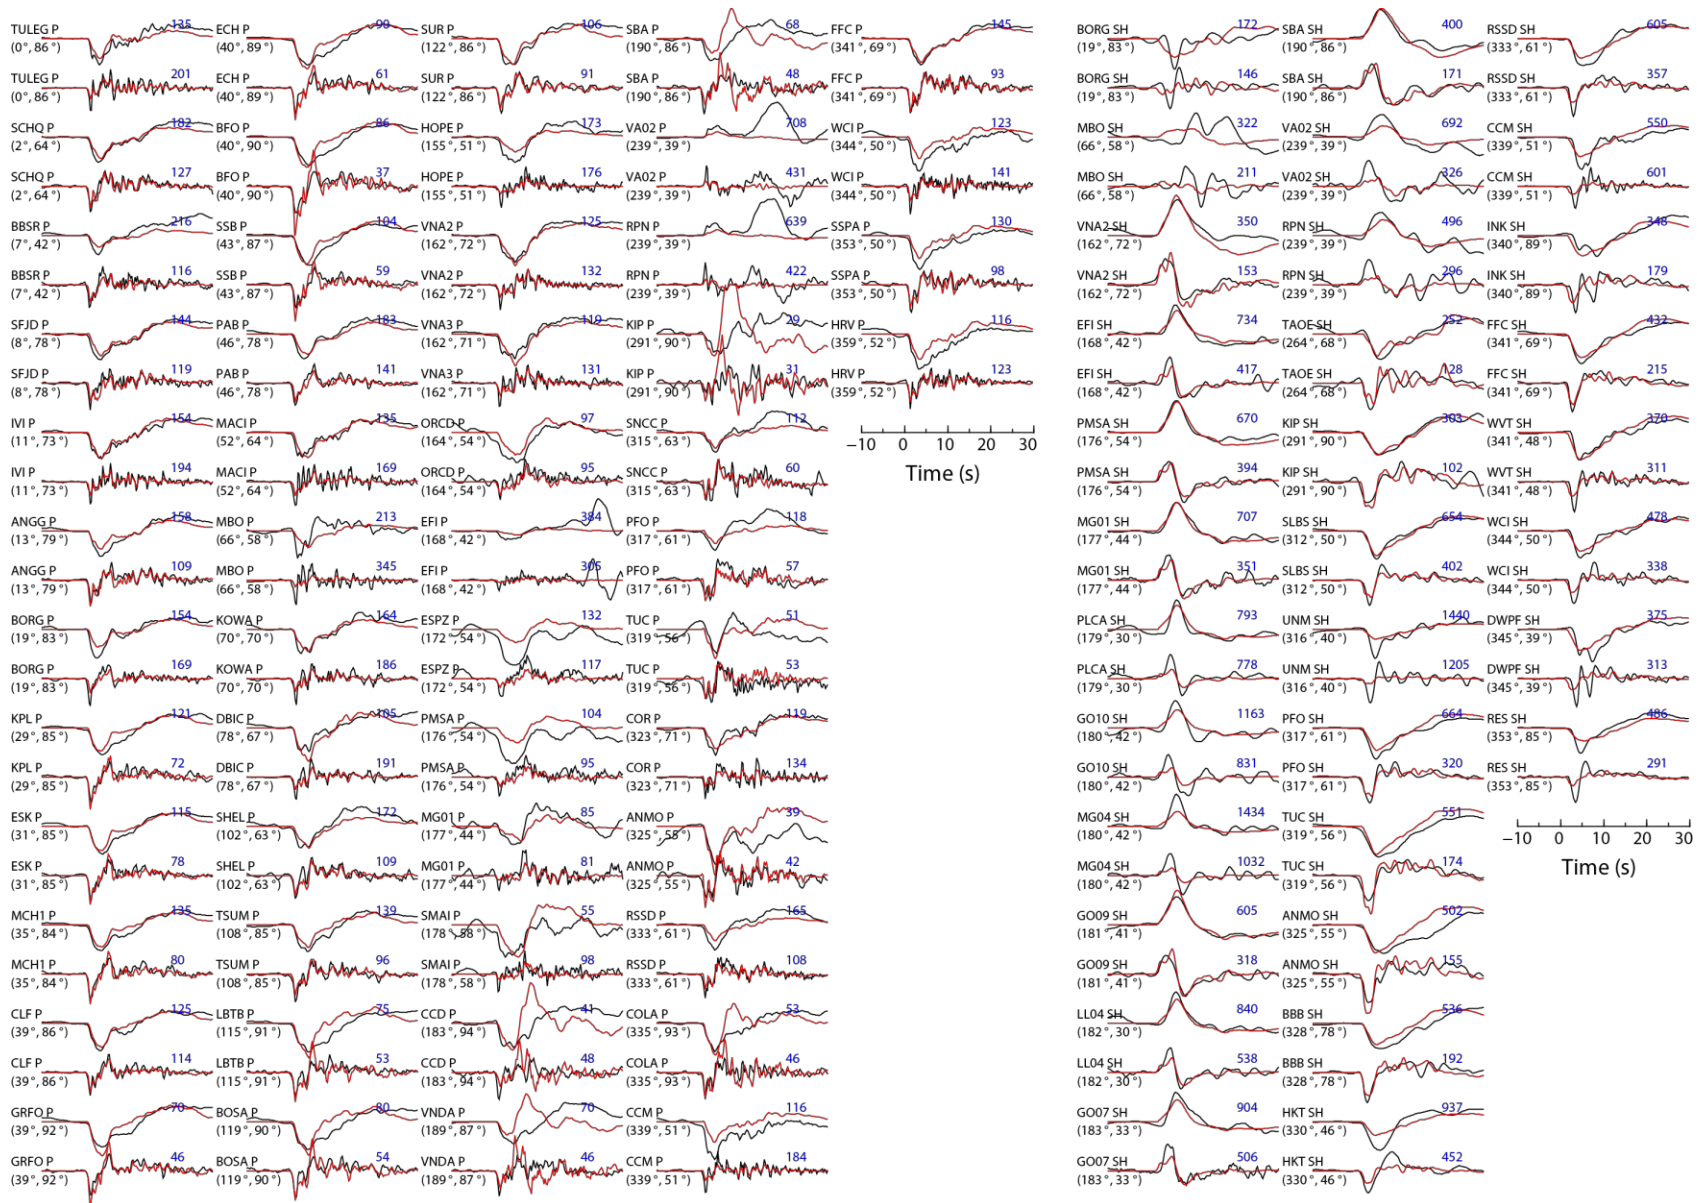 TULEG P 135
(0°, 86°)
TULEG P 201
(0°, 86°)
SCHQ P 182
(2°, 64°)
SCHQ P 127
(2°, 64°)
BBSR P 216
(7°, 42°)
BBSR P 116
(7°, 42°)
SFJD P 144
(8°, 78°)
SFJD P 119
(8°, 78°)
IVI P 154
(11°, 73°)
IVI P 194
(11°, 73°)
ANGG P 158
(13°, 79°)
ANGG P 109
(13°, 79°)
BORG P 154
(19°, 83°)
BORG P 169
(19°, 83°)
KPL P 121
(29°, 85°)
KPL P 72
(29°, 85°)
ESK P 115
(31°, 85°)
ESK P 78
(31°, 85°)
MCH1 P 135
(35°, 84°)
MCH1 P 80
(35°, 84°)
CLF P 125
(39°, 86°)
CLF P 114
(39°, 86°)
GRFO P 70
(39°, 92°)
GRFO P 46
(39°, 92°)
ECH P 99
(40°, 89°)
ECH P 61
(40°, 89°)
BFO P 86
(40°, 90°)
BFO P 37
(40°, 90°)
SSB P 104
(43°, 87°)
SSB P 59
(43°, 87°)
PAB P 183
(46°, 78°)
PAB P 141
(46°, 78°)
MACI P 135
(52°, 64°)
MACI P 169
(52°, 64°)
MBO P 213
(66°, 58°)
MBO P 345
(66°, 58°)
KOWA P 164
(70°, 70°)
KOWA P 186
(70°, 70°)
DBIC P 105
(78°, 67°)
DBIC P 191
(78°, 67°)
SHEL P 172
(102°, 63°)
SHEL P 109
(102°, 63°)
TSUM P 139
(108°, 85°)
TSUM P 96
(108°, 85°)
LBTB P 75
(115°, 91°)
LBTB P 53
(115°, 91°)
BOSA P 80
(119°, 90°)
BOSA P 54
(119°, 90°)
SUR P 106
(122°, 86°)
SUR P 91
(122°, 86°)
HOPE P 173
(155°, 51°)
HOPE P 176
(155°, 51°)
VNA2 P 125
(162°, 72°)
VNA2 P 132
(162°, 72°)
VNA3 P 119
(162°, 71°)
VNA3 P 131
(162°, 71°)
ORCD P 97
(164°, 54°)
ORCD P 95
(164°, 54°)
EFI P 384
(168°, 42°)
EFI P 305
(168°, 42°)
ESPZ P 132
(172°, 54°)
ESPZ P 117
(172°, 54°)
PMSA P 104
(176°, 54°)
PMSA P 95
(176°, 54°)
MG01 P 85
(177°, 44°)
MG01 P 81
(177°, 44°)
SMAI P 55
(178°, 58°)
SMAI P 98
(178°, 58°)
CCD P 41
(183°, 94°)
CCD P 48
(183°, 94°)
VNDA P 70
(189°, 87°)
VNDA P 46
(189°, 87°)
SBA P 68
(190°, 86°)
SBA P 48
(190°, 86°)
VA02 P 708
(239°, 39°)
VA02 P 431
(239°, 39°)
RPN P 639
(239°, 39°)
RPN P 422
(239°, 39°)
KIP P 29
(291°, 90°)
KIP P 31
(291°, 90°)
SNCC P 112
(315°, 63°)
SNCC P 60
(315°, 63°)
PFO P 118
(317°, 61°)
PFO P 57
(317°, 61°)
TUC P 51
(319°, 56°)
TUC P 53
(319°, 56°)
COR P 119
(323°, 71°)
COR P 134
(323°, 71°)
ANMO P 39
(325°, 55°)
ANMO P 42
(325°, 55°)
RSSD P 165
(333°, 61°)
RSSD P 108
(333°, 61°)
COLA P 53
(335°, 93°)
COLA P 46
(335°, 93°)
CCM P 116
(339°, 51°)
CCM P 184
(339°, 51°)
FFC P 145
(341°, 69°)
FFC P 93
(341°, 69°)
WCI P 123
(344°, 50°)
WCI P 141
(344°, 50°)
SSPA P 130
(353°, 50°)
SSPA P 98
(353°, 50°)
HRV P 116
(359°, 52°)
HRV P 123
(359°, 52°)
−10 0 10 20 30
Time (s)
BORG SH 172
(19°, 83°)
BORG SH 146
(19°, 83°)
MBO SH 322
(66°, 58°)
MBO SH 211
(66°, 58°)
VNA2 SH 350
(162°, 72°)
VNA2 SH 153
(162°, 72°)
EFI SH 734
(168°, 42°)
EFI SH 417
(168°, 42°)
PMSA SH 670
(176°, 54°)
PMSA SH 394
(176°, 54°)
MG01 SH 707
(177°, 44°)
MG01 SH 351
(177°, 44°)
PLCA SH 793
(179°, 30°)
PLCA SH 778
(179°, 30°)
GO10 SH 1163
(180°, 42°)
GO10 SH 831
(180°, 42°)
MG04 SH 1434
(180°, 42°)
MG04 SH 1032
(180°, 42°)
GO09 SH 605
(181°, 41°)
GO09 SH 318
(181°, 41°)
LL04 SH 840
(182°, 30°)
LL04 SH 538
(182°, 30°)
GO07 SH 904
(183°, 33°)
GO07 SH 506
(183°, 33°)
SBA SH 400
(190°, 86°)
SBA SH 171
(190°, 86°)
VA02 SH 692
(239°, 39°)
VA02 SH 326
(239°, 39°)
RPN SH 496
(239°, 39°)
RPN SH 296
(239°, 39°)
TAOE SH 252
(264°, 68°)
TAOE SH 128
(264°, 68°)
KIP SH 303
(291°, 90°)
KIP SH 102
(291°, 90°)
SLBS SH 654
(312°, 50°)
SLBS SH 402
(312°, 50°)
UNM SH 1440
(316°, 40°)
UNM SH 1205
(316°, 40°)
PFO SH 664
(317°, 61°)
PFO SH 320
(317°, 61°)
TUC SH 551
(319°, 56°)
TUC SH 174
(319°, 56°)
ANMO SH 502
(325°, 55°)
ANMO SH 155
(325°, 55°)
BBB SH 536
(328°, 78°)
BBB SH 192
(328°, 78°)
HKT SH 937
(330°, 46°)
HKT SH 452
(330°, 46°)
RSSD SH 605
(333°, 61°)
RSSD SH 357
(333°, 61°)
CCM SH 550
(339°, 51°)
CCM SH 601
(339°, 51°)
INK SH 348
(340°, 89°)
INK SH 179
(340°, 89°)
FFC SH 432
(341°, 69°)
FFC SH 215
(341°, 69°)
WVT SH 370
(341°, 48°)
WVT SH 311
(341°, 48°)
WCI SH 478
(344°, 50°)
WCI SH 338
(344°, 50°)
DWPF SH 375
(345°, 39°)
DWPF SH 313
(345°, 39°)
RES SH 486
(353°, 85°)
RES SH 291
(353°, 85°)
−10 0 10 20 30
Time (s)